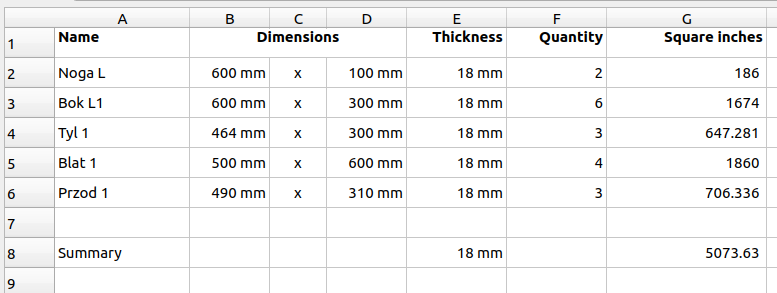 A B C D E F G
1 Name Dimensions Thickness Quantity Square inches
2 Noga L 600 mm x 100 mm 18 mm 2 186
3 Bok L1 600 mm x 300 mm 18 mm 6 1674
4 Tyl 1 464 mm x 300 mm 18 mm 3 647.281
5 Blat 1 500 mm x 600 mm 18 mm 4 1860
6 Przod 1 490 mm x 310 mm 18 mm 3 706.336
7
8 Summary 18 mm 5073.63
9